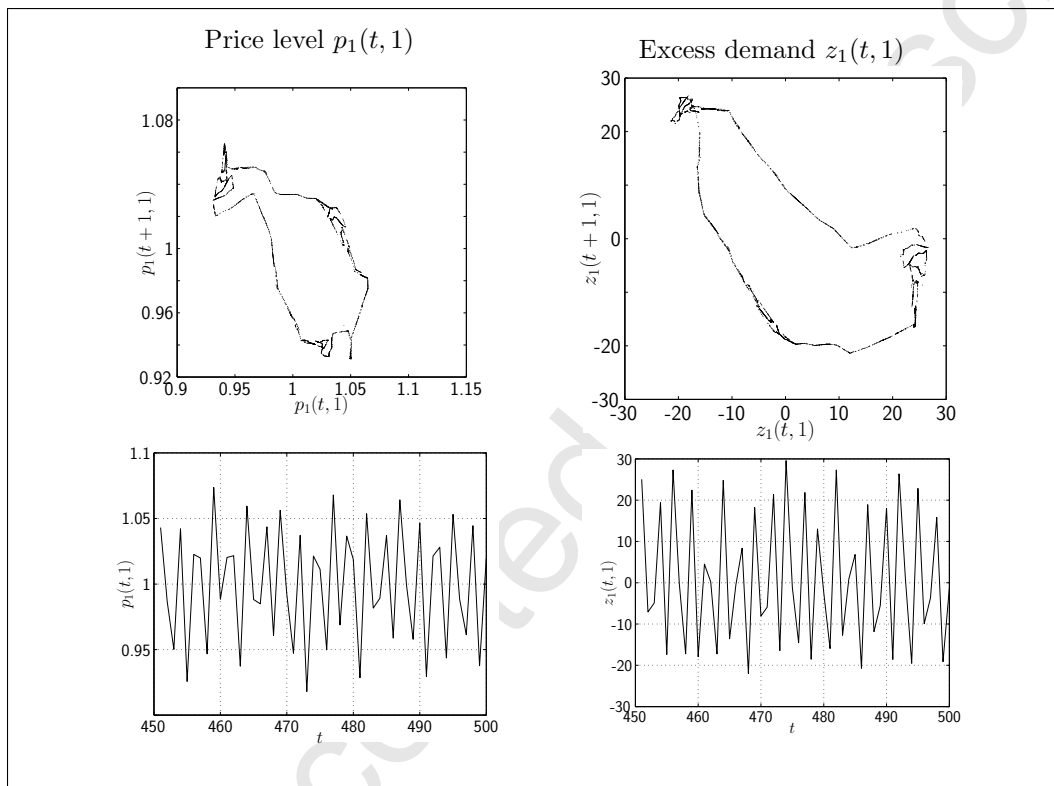 Price level p₁(t, 1)
1.08
1
0.96
0.92
p₁(t + 1, 1)
0.9 0.95 1 1.05 1.1 1.15
p₁(t, 1)
Excess demand z₁(t, 1)
30
20
10
0
-10
-20
-30
z₁(t + 1, 1)
-30 -20 -10 0 10 20 30
z₁(t, 1)
1.1
1.05
1
0.95
p₁(t, 1)
450 460 470 480 490 500
t
30
20
10
0
-10
-20
-30
z₁(t, 1)
450 460 470 480 490 500
t